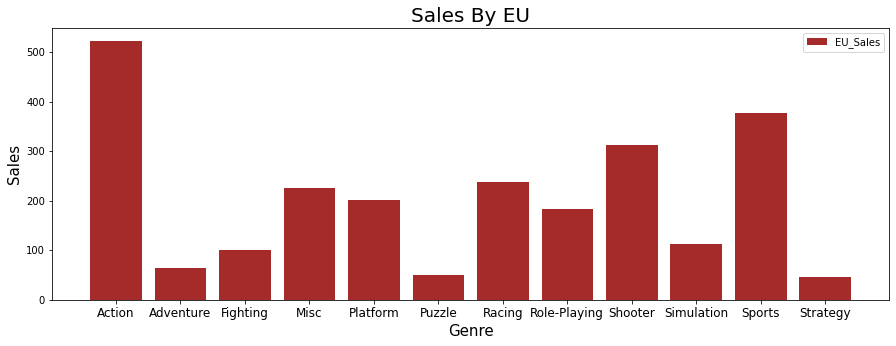 Sales By EU
EU_Sales
Sales
500
400
300
200
100
0
Action Adventure Fighting Misc Platform Puzzle Racing Role-Playing Shooter Simulation Sports Strategy
Genre